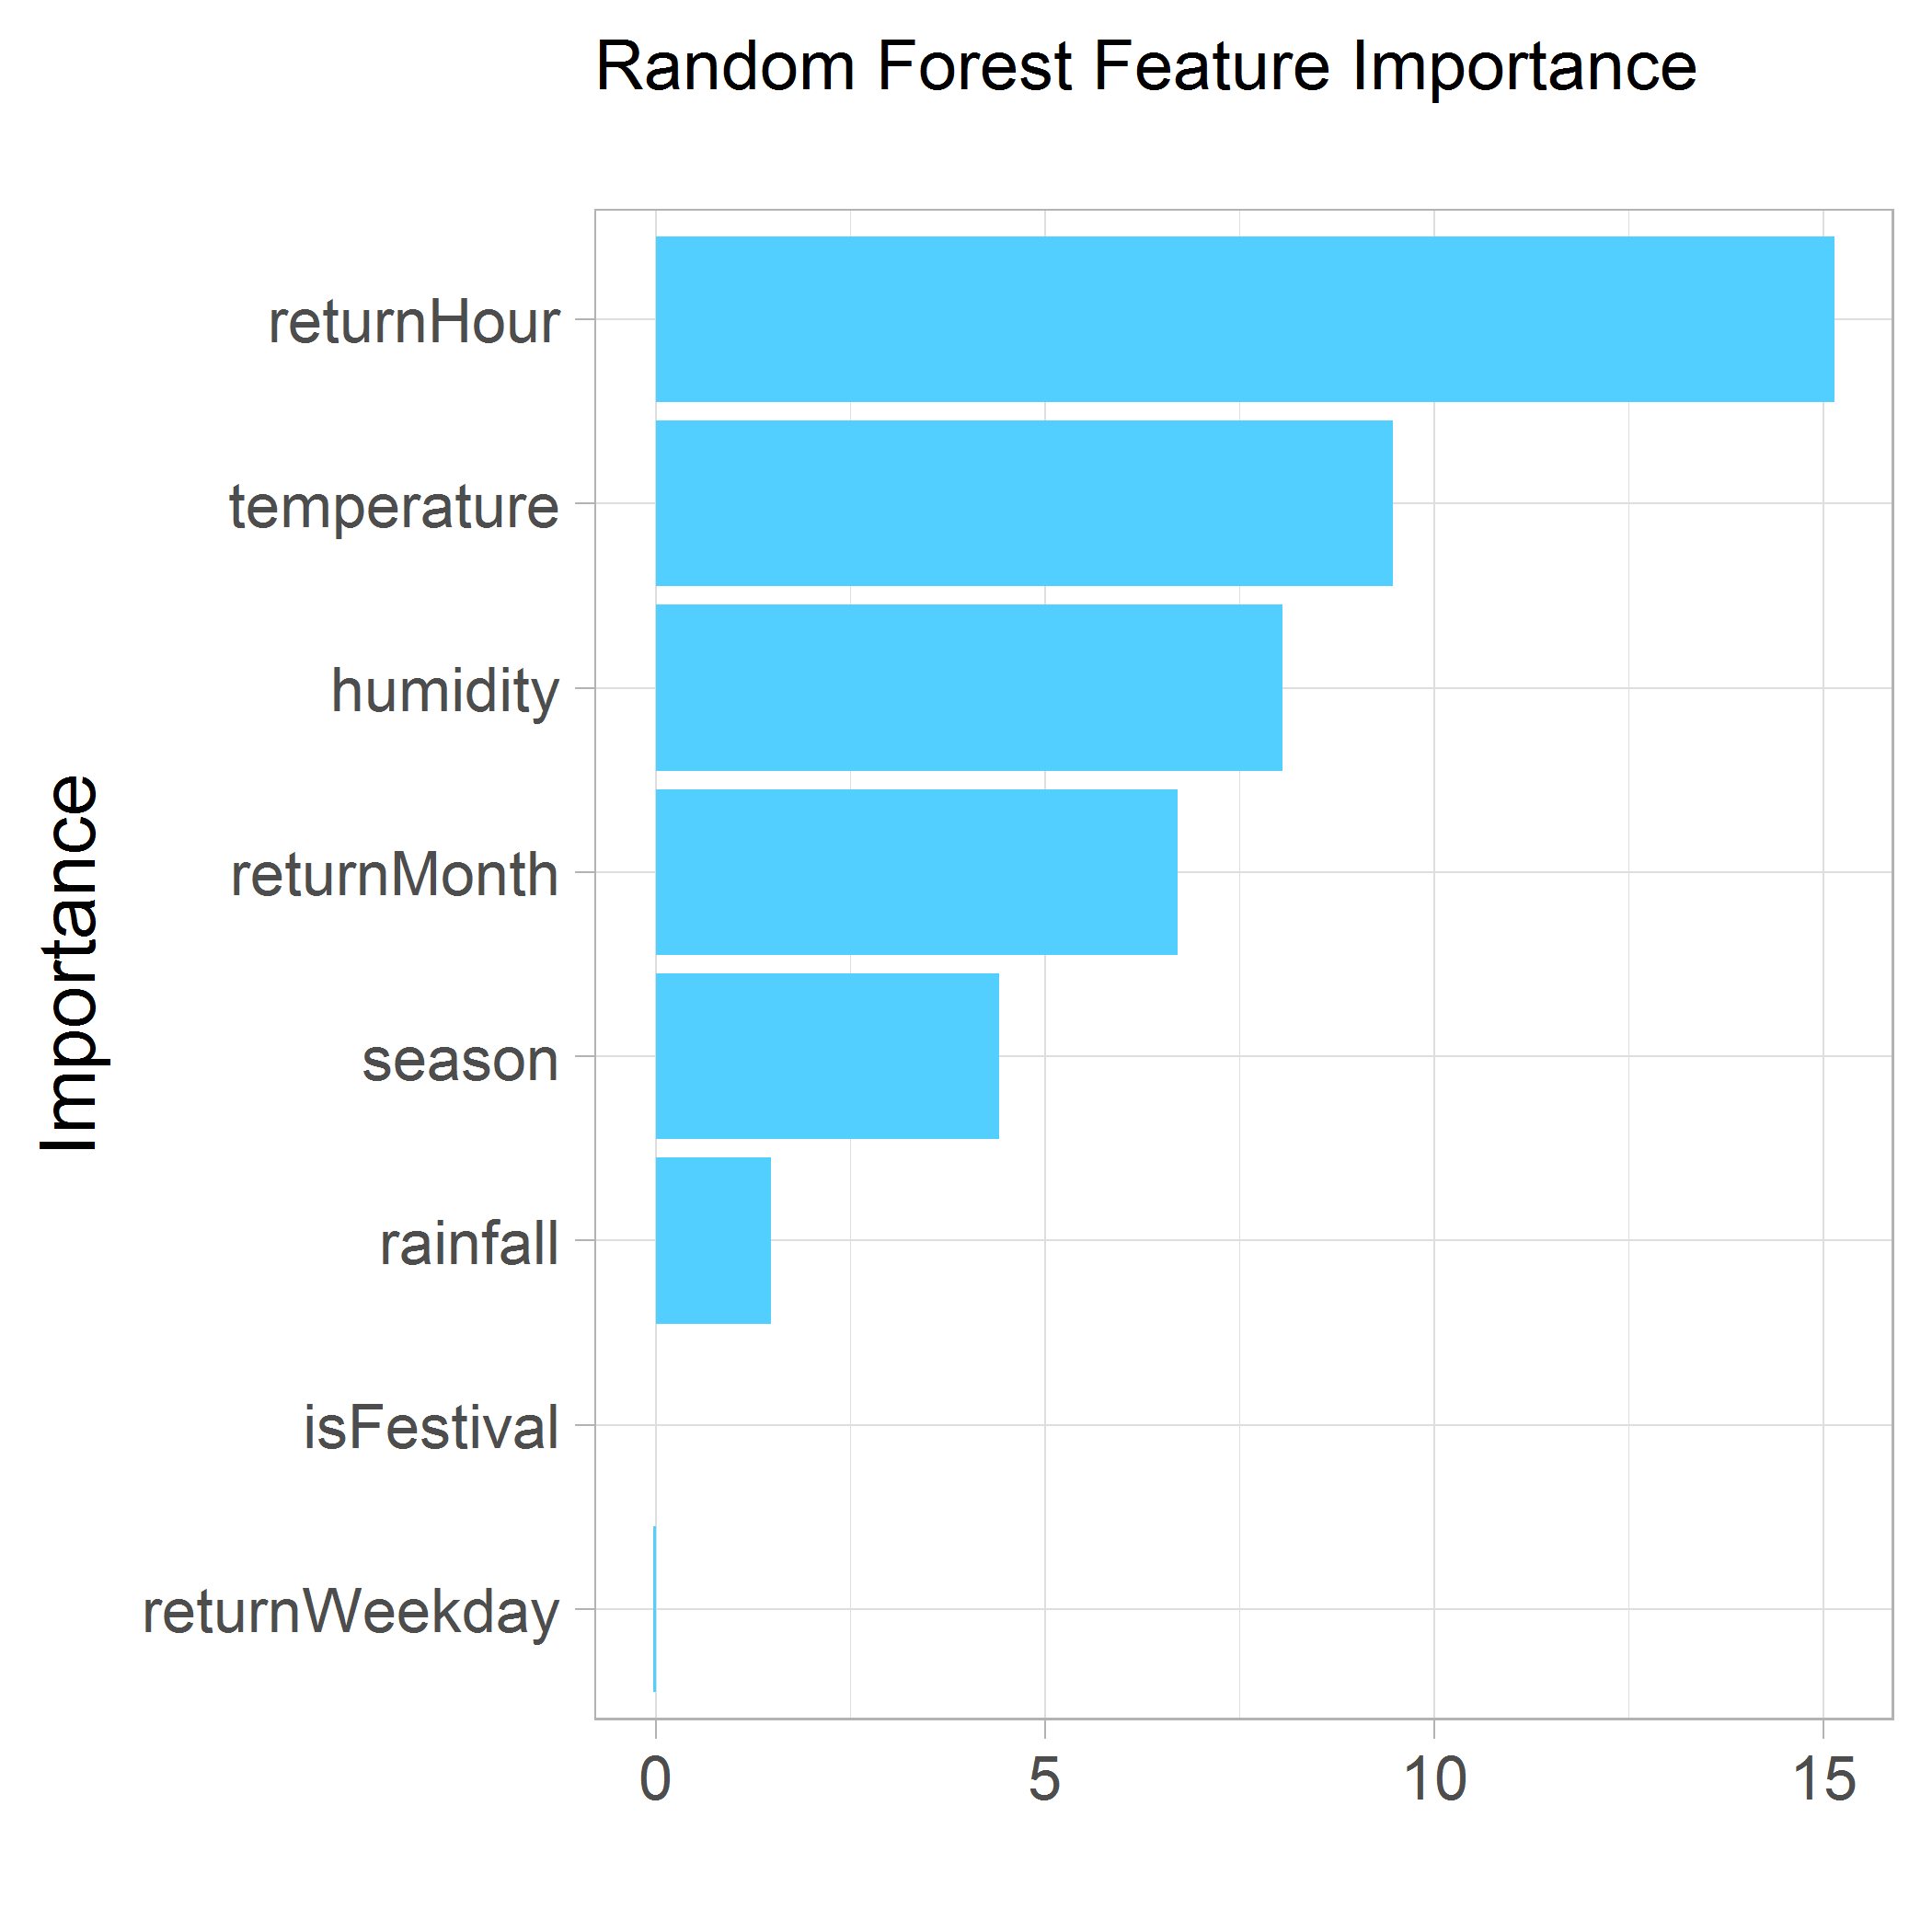 Random Forest Feature Importance
Importance
returnHour
temperature
humidity
returnMonth
season
rainfall
isFestival
returnWeekday
0 5 10 15